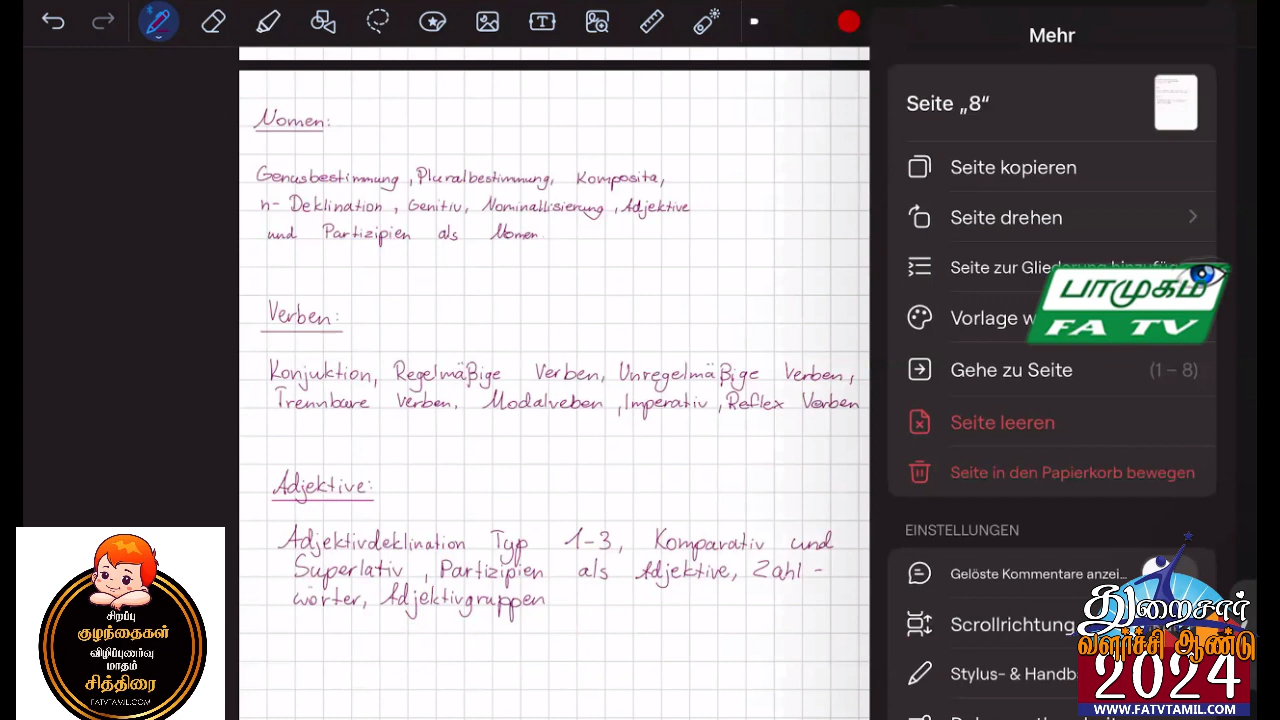 Mehr
Nomen:
Genusbestimmung, Pluralbestimmung, Komposita,
n- Deklination, Genitiv, Nominallisierung, Adjektive
und Partizipien als Nomen
Verben:
Konjuktion, Regelmäßige Verben, Unregelmäßige Verben,
Trennbare Verben, Modalveben, Imperativ, Reflex Verben
Adjektive:
Adjektivdeklination Typ 1-3, Komparativ und
Superlativ, Partizipien als Adjektive, Zahl-
wörter, Adjektivgruppen
Seite „8“
Seite kopieren
Seite drehen
Seite zur Gliederung hinzufüg
Vorlage w
Gehe zu Seite (1 – 8)
Seite leeren
Seite in den Papierkorb bewegen
EINSTELLUNGEN
Gelöste Kommentare anzei...
Scrollrichtung
Stylus- & Handb
பாமுகம்
FA TV
சிறப்பு
குழந்தைகள்
விழிப்புணர்வு
மாதம்
சித்திரை
FATVTAMIL.COM
துறைசார்
வளர்ச்சி ஆண்டு
2024
WWW.FATVTAMIL.COM